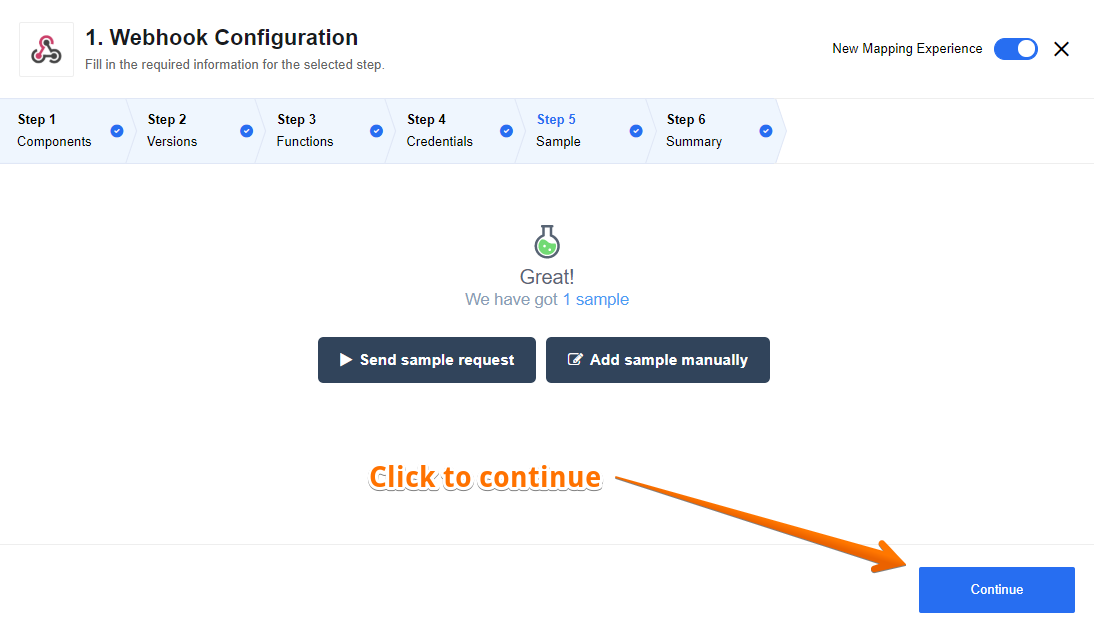 1. Webhook Configuration
Fill in the required information for the selected step.
New Mapping Experience
Step 1
Components
Step 2
Versions
Step 3
Functions
Step 4
Credentials
Step 5
Sample
Step 6
Summary
Great!
We have got 1 sample
Send sample request
Add sample manually
Click to continue
Continue